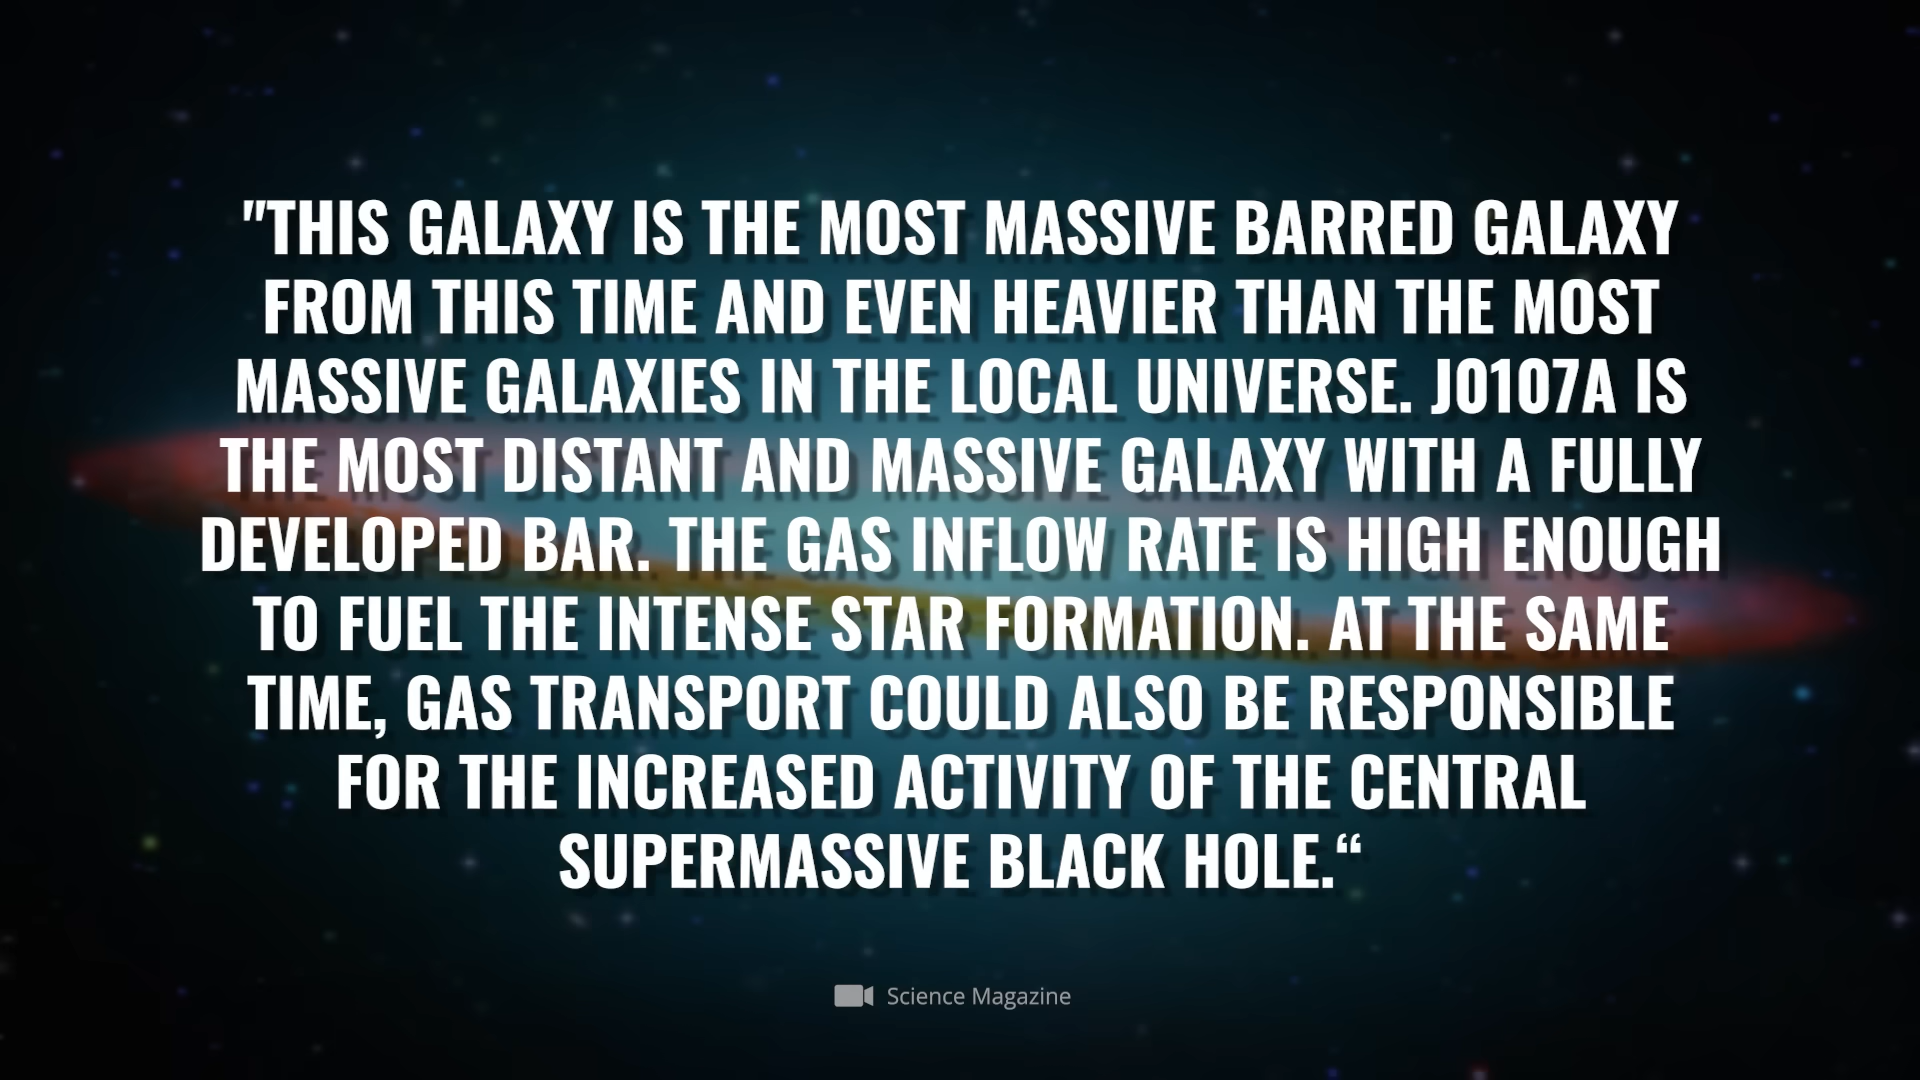 "THIS GALAXY IS THE MOST MASSIVE BARRED GALAXY
FROM THIS TIME AND EVEN HEAVIER THAN THE MOST
MASSIVE GALAXIES IN THE LOCAL UNIVERSE. J0107A IS
THE MOST DISTANT AND MASSIVE GALAXY WITH A FULLY
DEVELOPED BAR. THE GAS INFLOW RATE IS HIGH ENOUGH
TO FUEL THE INTENSE STAR FORMATION. AT THE SAME
TIME, GAS TRANSPORT COULD ALSO BE RESPONSIBLE
FOR THE INCREASED ACTIVITY OF THE CENTRAL
SUPERMASSIVE BLACK HOLE.“
Science Magazine